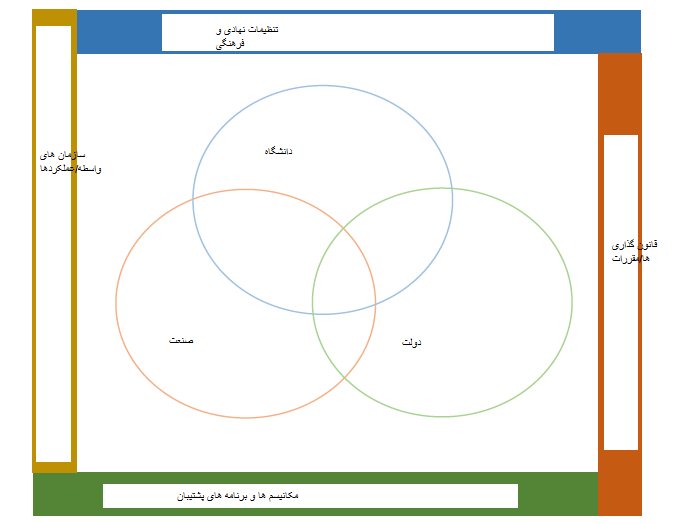 تنظیمات نهادی و
فرهنگی
دانشگاه
سازمان های
واسطه/عملکردها
قانون گذاری
ها/مقررات
صنعت
دولت
مکانیسم ها و برنامه های پشتیبان